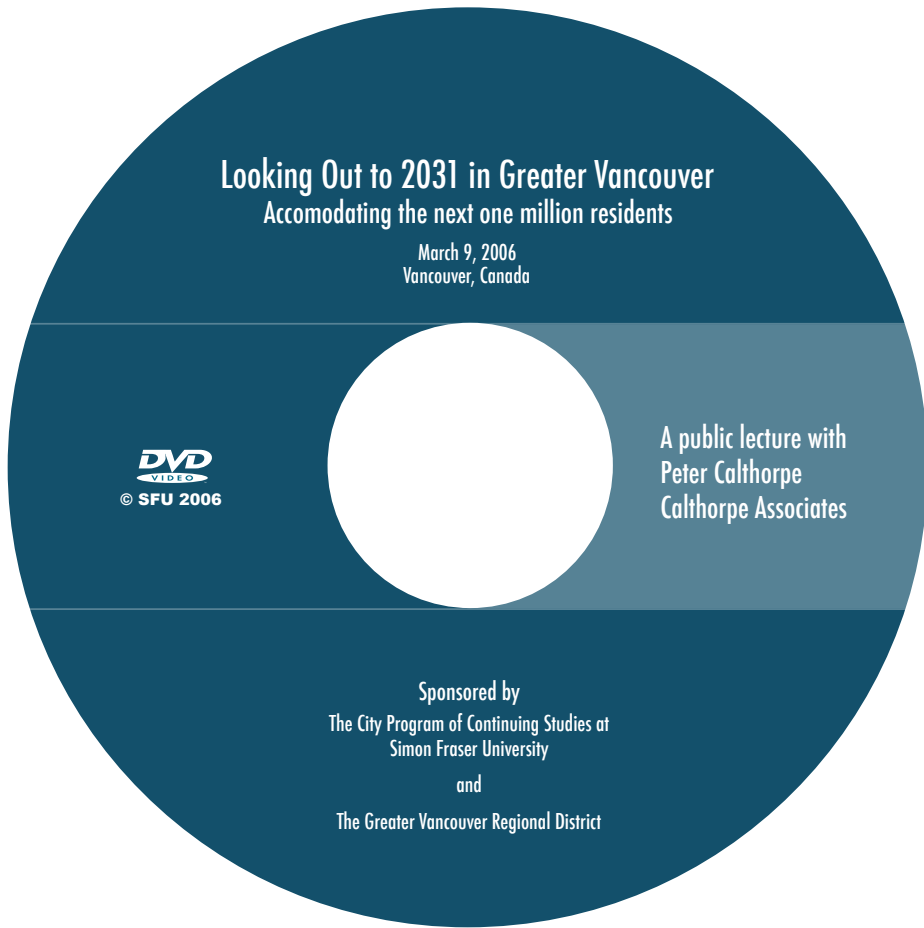 Looking Out to 2031 in Greater Vancouver
Accomodating the next one million residents
March 9, 2006
Vancouver, Canada
DVD
VIDEO
© SFU 2006
A public lecture with
Peter Calthorpe
Calthorpe Associates
Sponsored by
The City Program of Continuing Studies at
Simon Fraser University
and
The Greater Vancouver Regional District